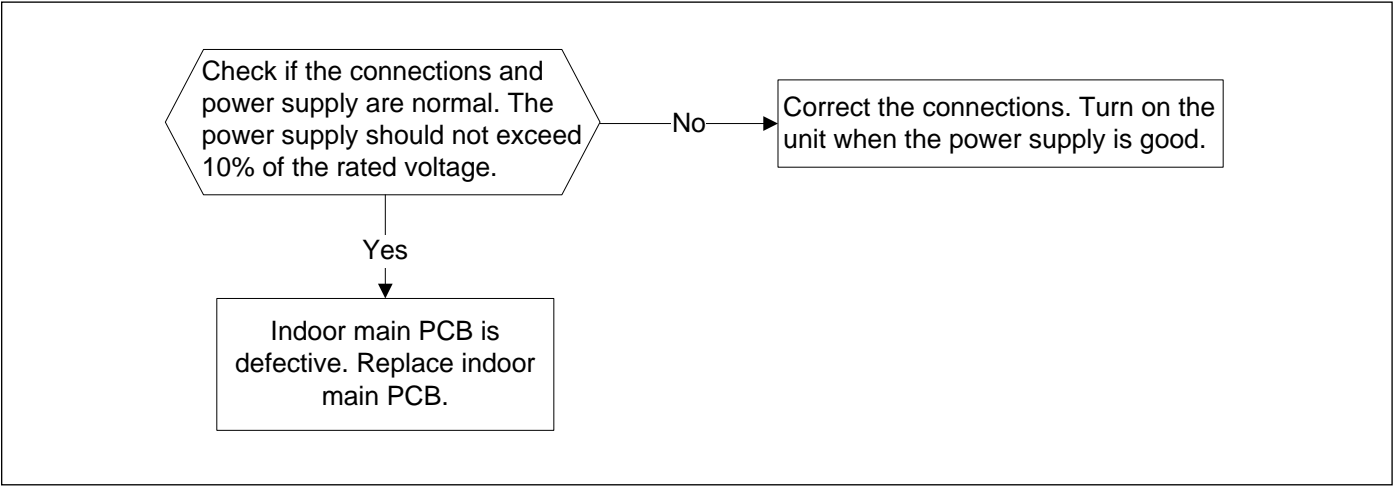 Check if the connections and
power supply are normal. The
power supply should not exceed
10% of the rated voltage.
No
Correct the connections. Turn on the
unit when the power supply is good.
Yes
Indoor main PCB is
defective. Replace indoor
main PCB.